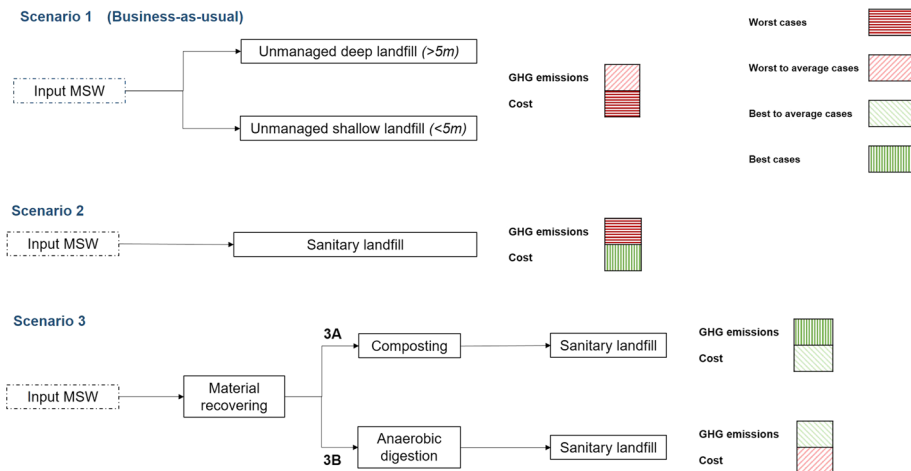 Scenario 1 (Business-as-usual)
Unmanaged deep landfill (>5m)
Input MSW
Unmanaged shallow landfill (<5m)
GHG emissions
Cost
Worst cases
Worst to average cases
Best to average cases
Best cases
Scenario 2
Input MSW
Sanitary landfill
GHG emissions
Cost
Scenario 3
Input MSW
Material
recovering
3A
Composting
Sanitary landfill
GHG emissions
Cost
3B
Anaerobic
digestion
Sanitary landfill
GHG emissions
Cost